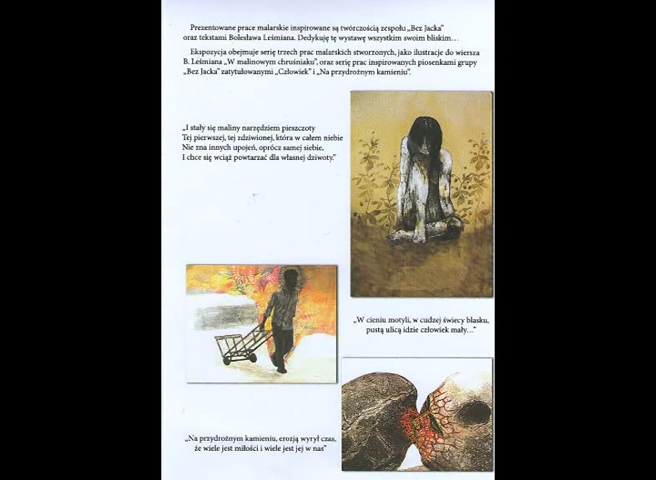 Prezentowane prace malarskie inspirowane są twórczością zespołu „Bez Jacka"
oraz tekstami Bolesława Leśmiana. Dedykuję tę wystawę wszystkim swoim bliskim…
Ekspozycja obejmuje serię trzech prac malarskich stworzonych, jako ilustracje do wiersza
B. Leśmiana „W malinowym chruśniaku", oraz serię prac inspirowanych piosenkami grupy
„Bez Jacka" zatytułowanymi „Człowiek" i „Na przydrożnym kamieniu".
„I stały się maliny narzędziem pieszczoty
Tej pierwszej, tej zdziwionej, która w całem niebie
Nie zna innych upojeń, oprócz samej siebie,
I chce się wciąż powtarzać dla własnej dziwoty."
„W cieniu motyli, w cudzej świecy blasku,
pustą ulicą idzie człowiek mały…"
„Na przydrożnym kamieniu, erozją wyrył czas,
że wiele jest miłości i wiele jest jej w nas"